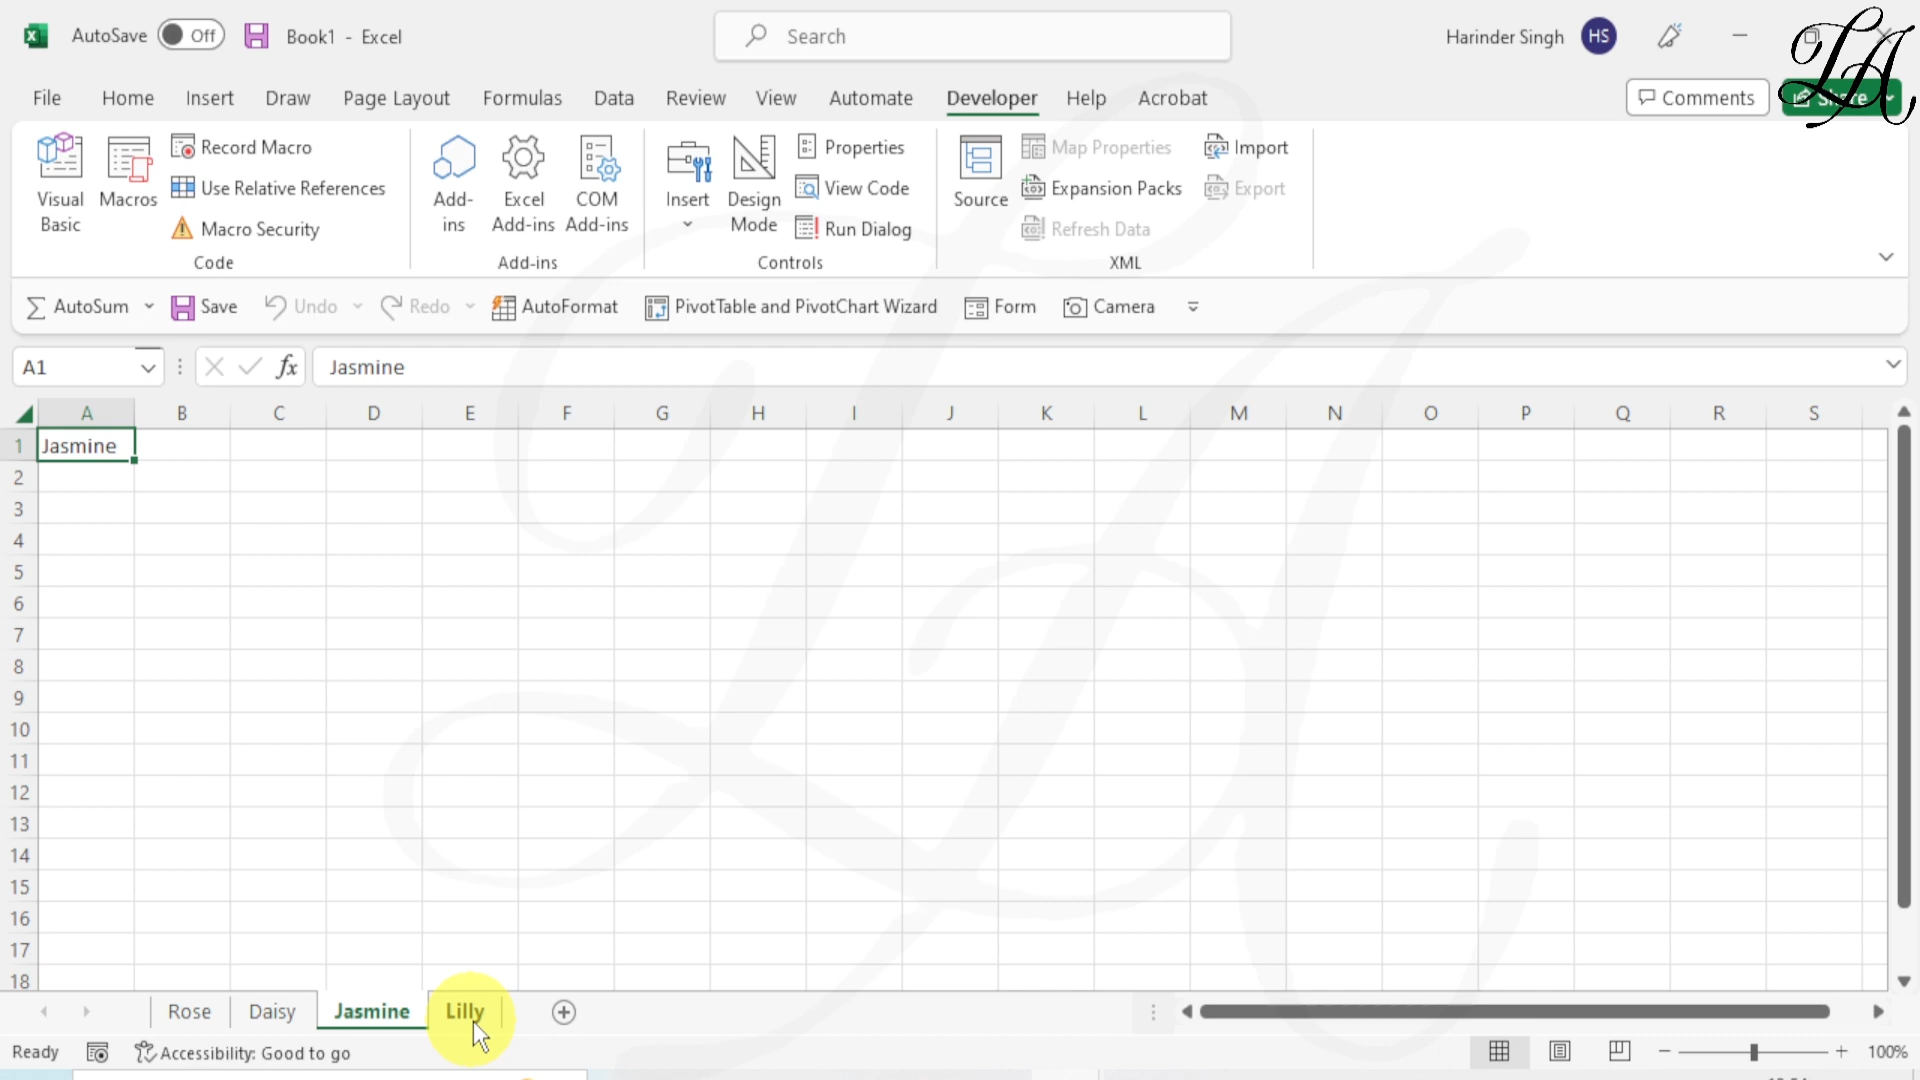 AutoSave Off Book1 - Excel Search Harinder Singh HS
File Home Insert Draw Page Layout Formulas Data Review View Automate Developer Help Acrobat Comments Share
Visual Basic
Macros
Record Macro
Use Relative References
Macro Security
Code
Add-ins
Excel Add-ins
COM Add-ins
Add-ins
Insert
Design Mode
Properties
View Code
Run Dialog
Controls
Source
Map Properties
Expansion Packs
Refresh Data
Import
Export
XML
AutoSum Save Undo Redo AutoFormat PivotTable and PivotChart Wizard Form Camera
A1 fx Jasmine
A B C D E F G H I J K L M N O P Q R S
1 Jasmine
2
3
4
5
6
7
8
9
10
11
12
13
14
15
16
17
18
Rose Daisy Jasmine Lilly
Ready Accessibility: Good to go 100%
LA